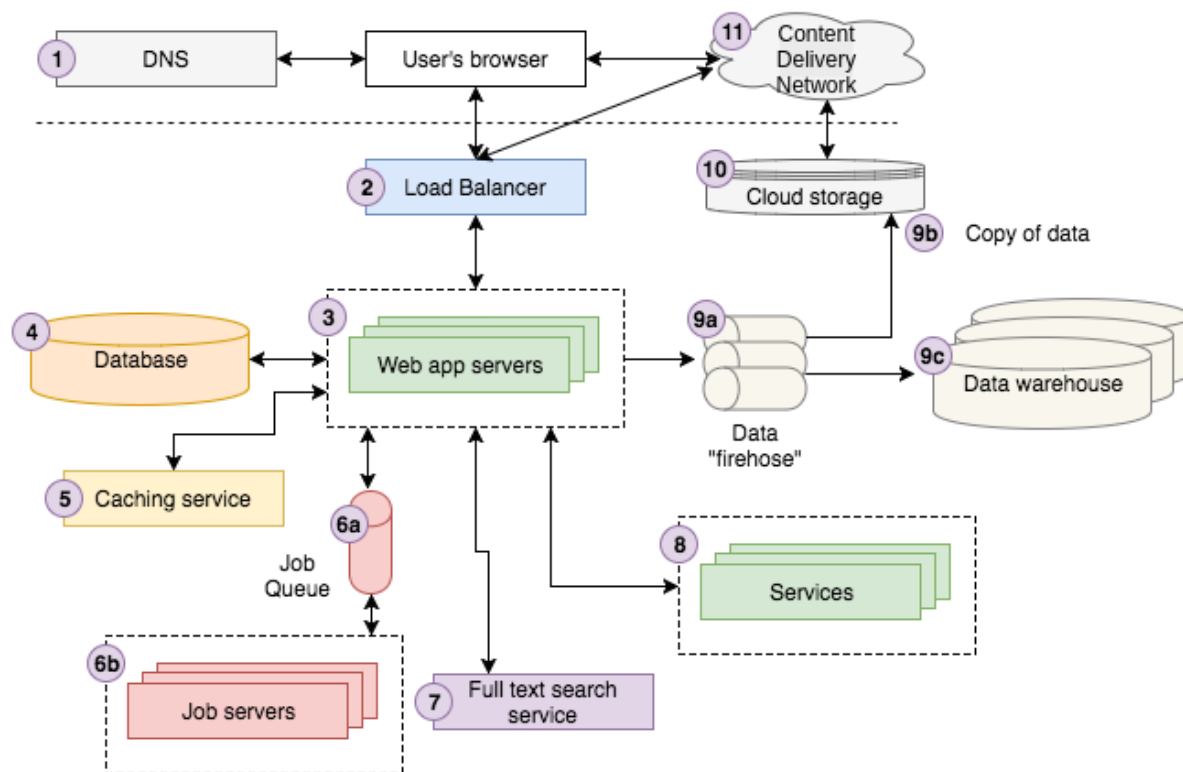 1
DNS
User's browser
11
Content
Delivery
Network
2
Load Balancer
10
Cloud storage
9b
Copy of data
3
Web app servers
4
Database
9a
Data
"firehose"
9c
Data warehouse
5
Caching service
6a
Job
Queue
8
Services
6b
Job servers
7
Full text search
service